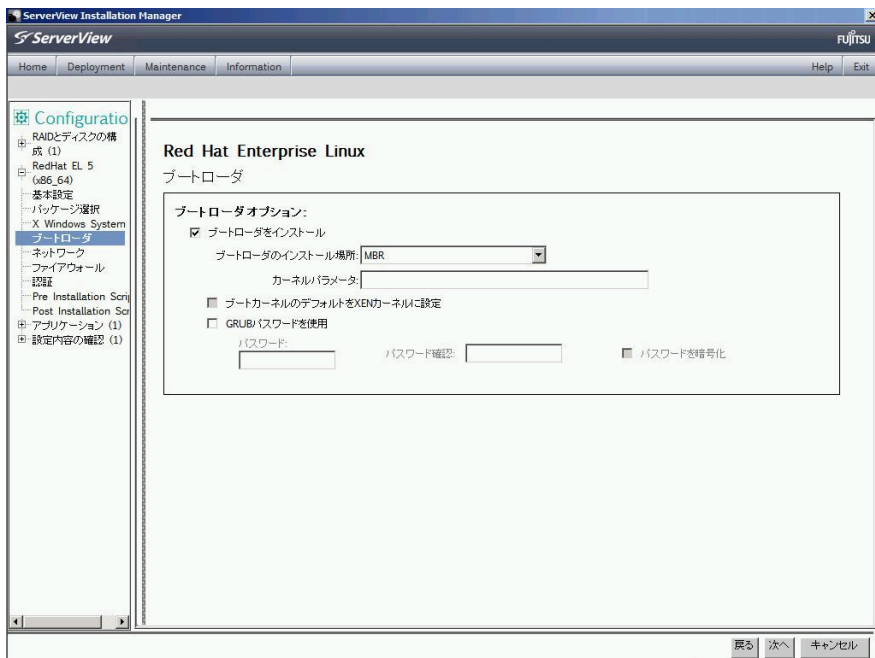 ServerView Installation Manager
ServerView
FUJITSU
Home Deployment Maintenance Information Help Exit
Configuratio
RAIDとディスクの構
成 (1)
RedHat EL 5
(x86_64)
基本設定
パッケージ選択
X Windows System
ブートローダ
ネットワーク
ファイアウォール
認証
Pre Installation Scrip
Post Installation Scr
アプリケーション (1)
設定内容の確認 (1)
Red Hat Enterprise Linux
ブートローダ
ブートローダオプション:
ブートローダをインストール
ブートローダのインストール場所: MBR
カーネルパラメータ:
ブートカーネルのデフォルトをXENカーネルに設定
GRUBパスワードを使用
パスワード:
パスワード確認:
パスワードを暗号化
戻る 次へ キャンセル